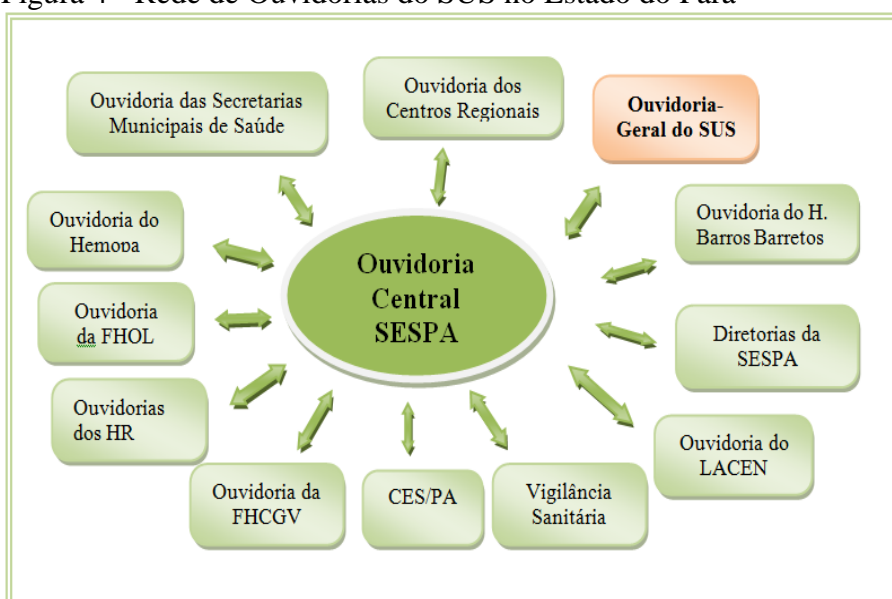 Figura 4 - Rede de Ouvidorias do SUS no Estado do Pará
Ouvidoria das Secretarias
Municipais de Saúde
Ouvidoria dos
Centros Regionais
Ouvidoria-
Geral do SUS
Ouvidoria do
Hemopa
Ouvidoria do H.
Barros Barretos
Ouvidoria
Central
SESPA
Ouvidoria
da FHOL
Diretorias da
SESPA
Ouvidorias
dos HR
Ouvidoria do
LACEN
Ouvidoria da
FHCGV
CES/PA
Vigilância
Sanitária